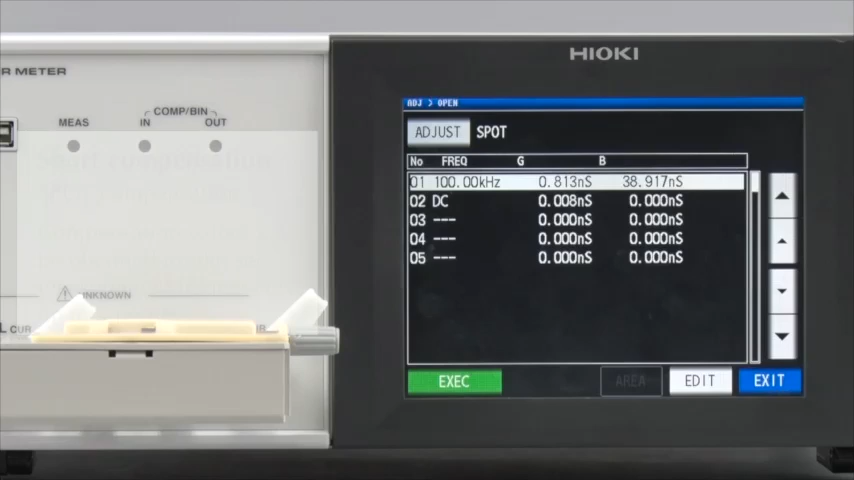 R METER
COMP/BIN
MEAS
IN
OUT
UNKNOWN
L CUR
HIOKI
ADJ > OPEN
ADJUST SPOT
No FREQ G B
01 100.00kHz 0.813nS 38.917nS
02 DC 0.008nS 0.000nS
03 --- 0.000nS 0.000nS
04 --- 0.000nS 0.000nS
05 --- 0.000nS 0.000nS
EXEC
AREA
EDIT
EXIT